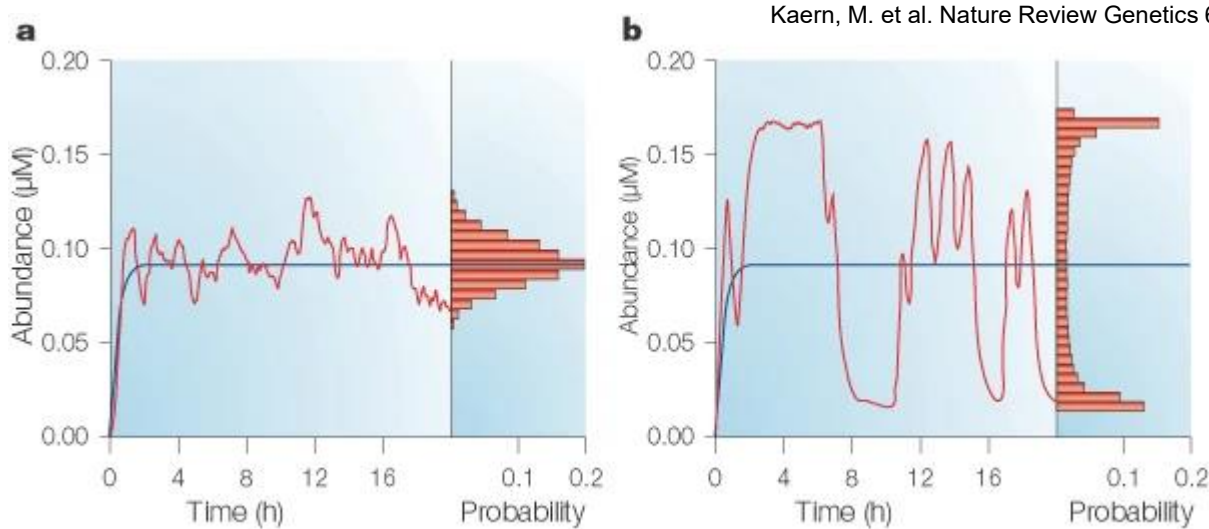 Kaern, M. et al. Nature Review Genetics 6
a
0.20
0.15
0.10
0.05
0.00
Abundance (µM)
0 4 8 12 16
Time (h)
0.1 0.2
Probability
b
0.20
0.15
0.10
0.05
0.00
Abundance (µM)
0 4 8 12 16
Time (h)
0.1 0.2
Probability